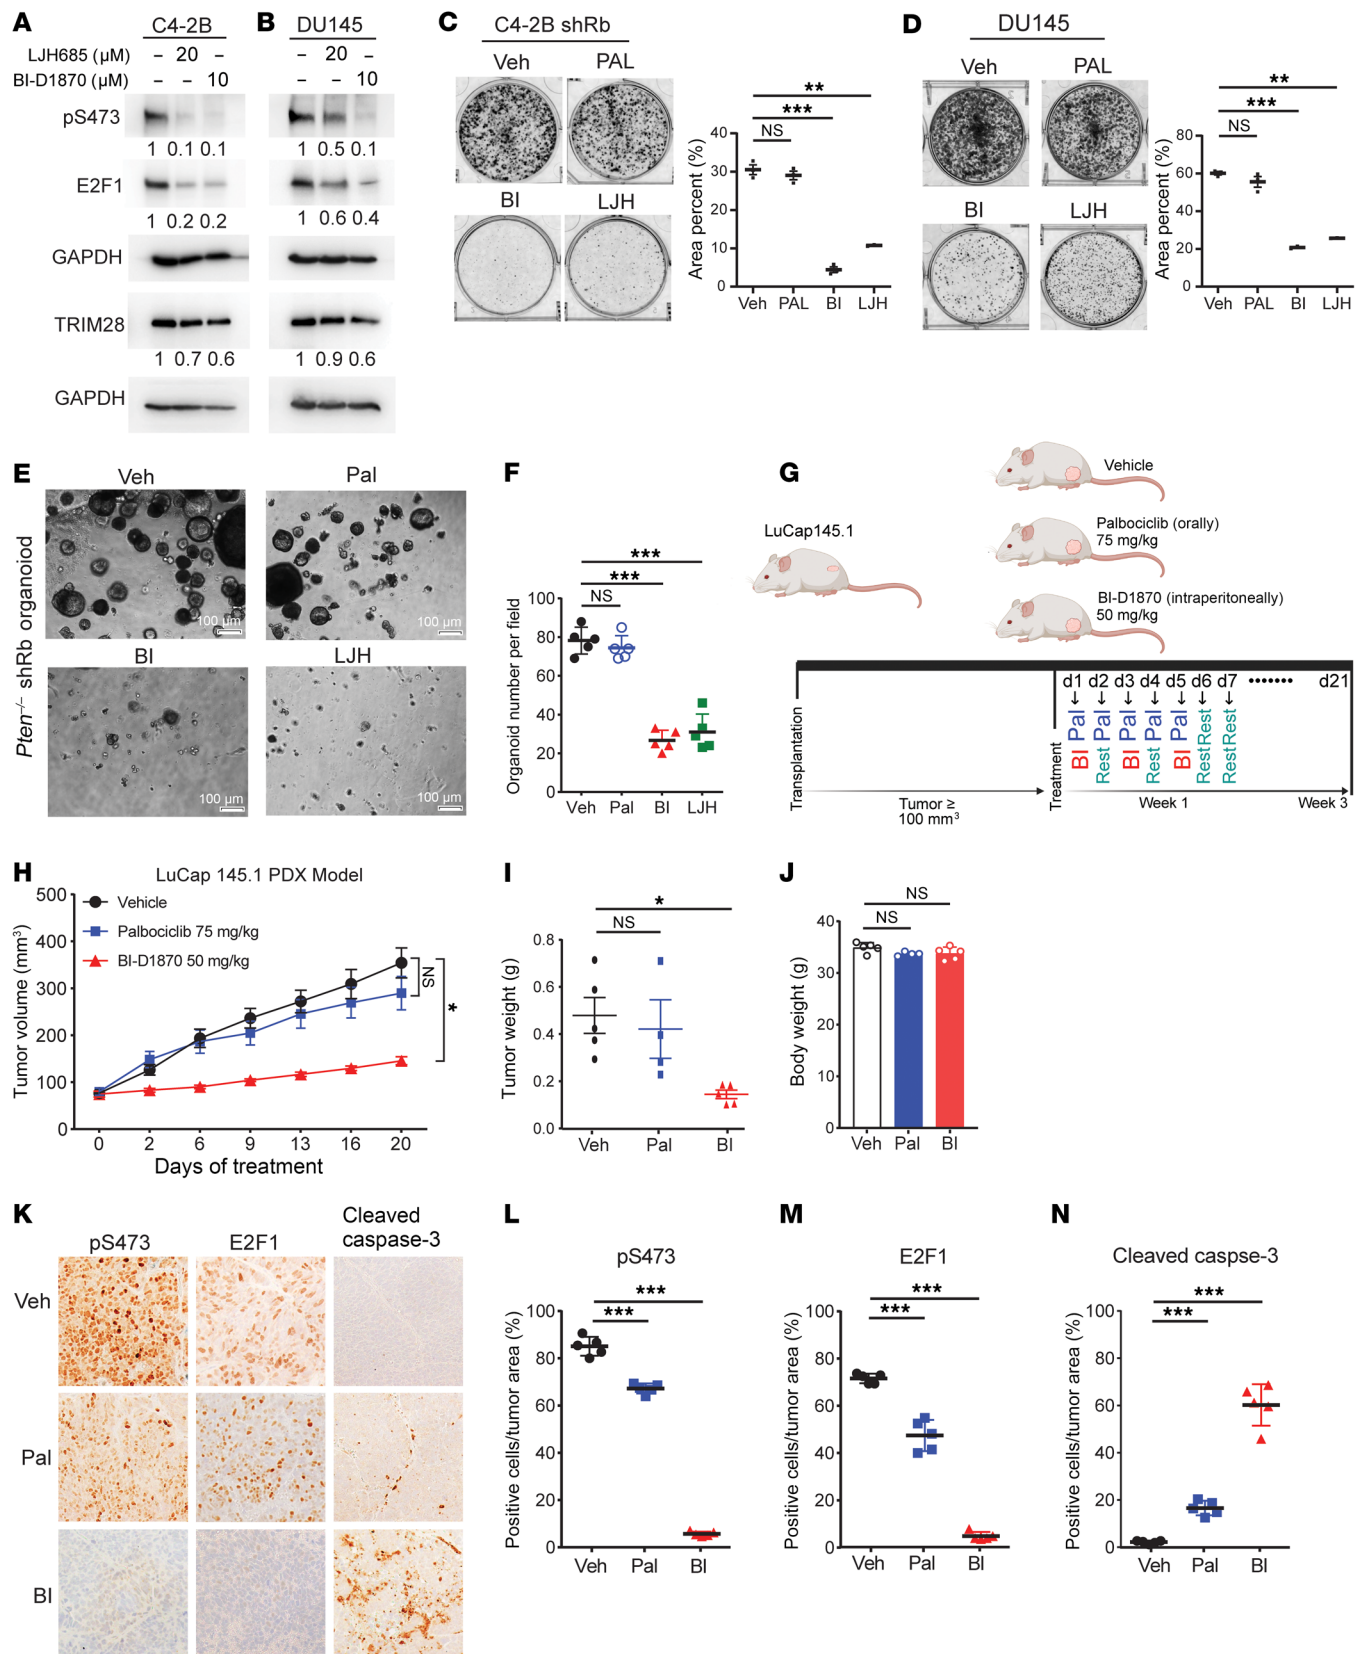 A
C4-2B
LJH685 (µM)
– 20 –
BI-D1870 (µM)
– – 10
pS473
1 0.1 0.1
E2F1
1 0.2 0.2
GAPDH
TRIM28
1 0.7 0.6
GAPDH
B
DU145
– 20 –
– – 10
1 0.5 0.1
1 0.6 0.4
1 0.9 0.6
C
C4-2B shRb
Veh PAL
BI LJH
Area percent (%)
40
30
20
10
0
NS
***
**
Veh PAL BI LJH
D
DU145
Veh PAL
BI LJH
Area percent (%)
80
60
40
20
0
NS
***
**
Veh PAL BI LJH
E
Pten–/– shRb organoiod
Veh Pal
100 µm 100 µm
BI LJH
100 µm 100 µm
F
Organoid number per field
100
80
60
40
20
0
***
***
NS
Veh Pal BI LJH
G
LuCap145.1
Vehicle
Palbociclib (orally)
75 mg/kg
BI-D1870 (intraperitoneally)
50 mg/kg
Transplantation
Tumor ≥
100 mm3
Treatment
d1 d2 d3 d4 d5 d6 d7 ....... d21
Pal Pal Pal Pal Pal Rest Rest
BI Rest BI Rest BI Rest Rest
Week 1
Week 3
H
LuCap 145.1 PDX Model
Tumor volume (mm3)
500
400
300
200
100
0
Vehicle
Palbociclib 75 mg/kg
BI-D1870 50 mg/kg
NS
*
0 2 6 9 13 16 20
Days of treatment
I
Tumor weight (g)
0.8
0.6
0.4
0.2
0.0
*
NS
Veh Pal BI
J
Body weight (g)
40
30
20
10
0
NS
NS
Veh Pal BI
K
pS473 E2F1 Cleaved
caspase-3
Veh
Pal
BI
L
pS473
Positive cells/tumor area (%)
100
80
60
40
20
0
***
***
Veh Pal BI
M
E2F1
Positive cells/tumor area (%)
100
80
60
40
20
0
***
***
Veh Pal BI
N
Cleaved caspse-3
Positive cells/tumor area (%)
100
80
60
40
20
0
***
***
Veh Pal BI